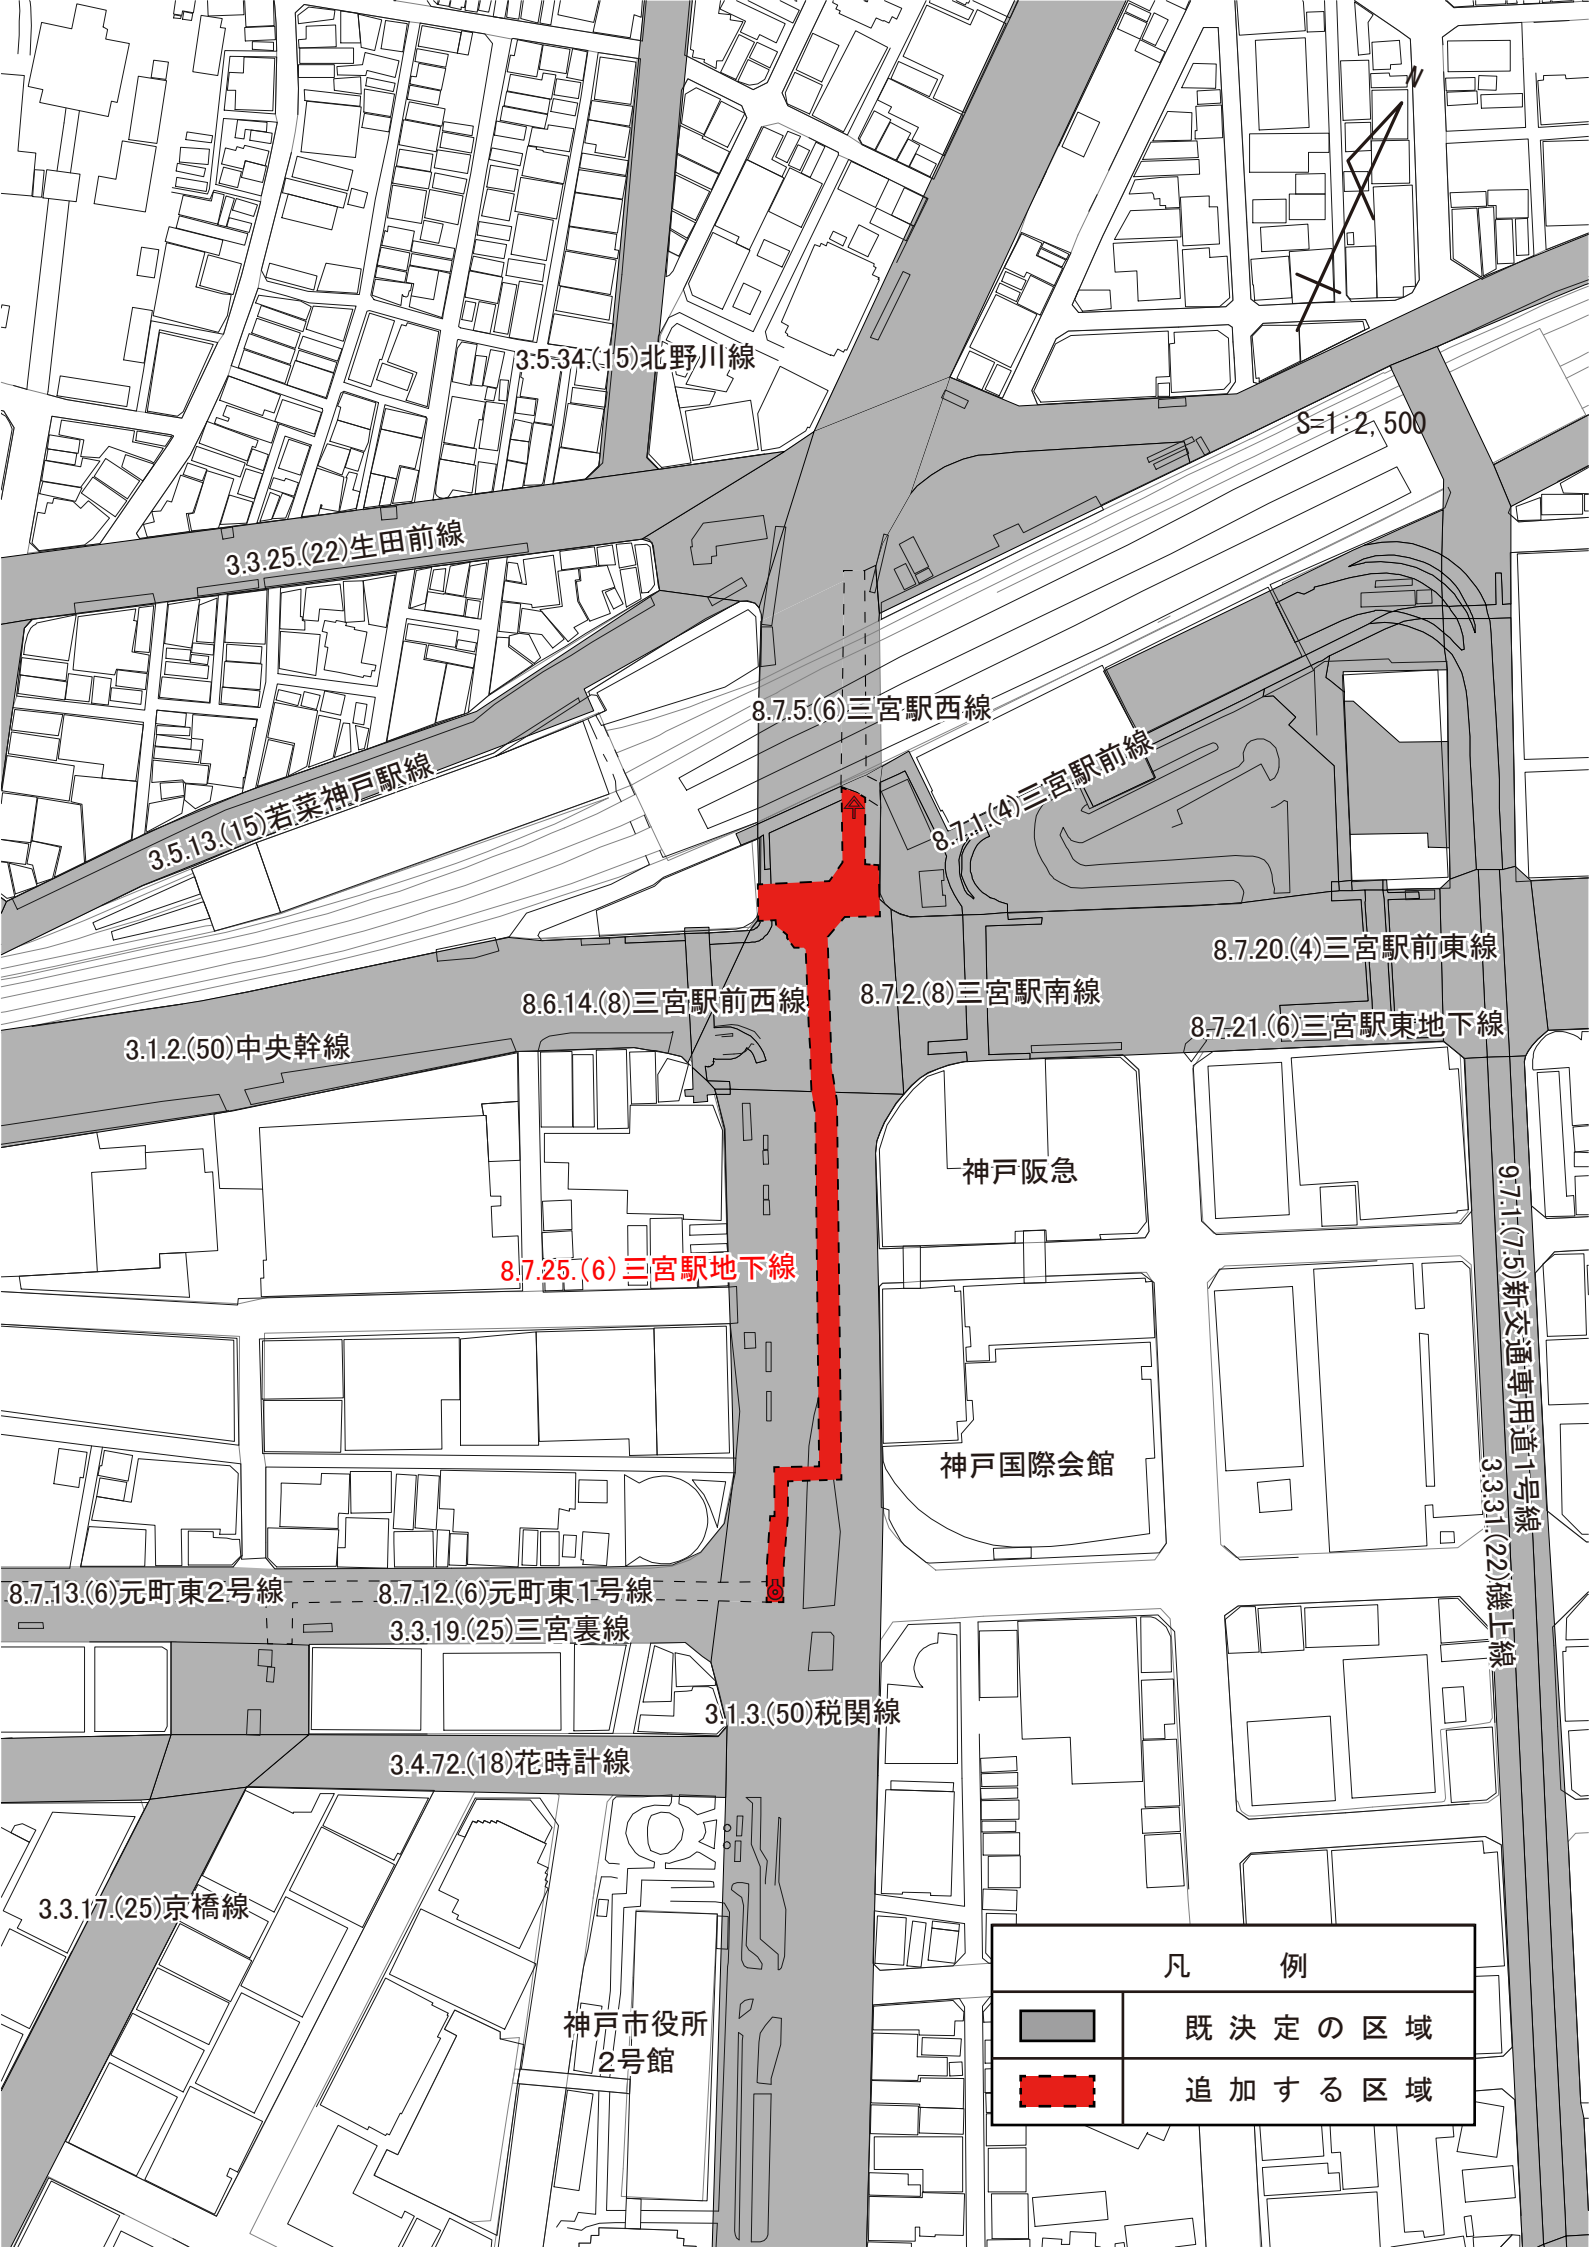 N
3.5.34.(15)北野川線
S=1:2,500
3.3.25.(22)生田前線
8.7.5.(6)三宮駅西線
8.7.1.(4)三宮駅前線
3.5.13.(15)若菜神戸駅線
8.7.20.(4)三宮駅前東線
8.6.14.(8)三宮駅前西線
8.7.2.(8)三宮駅南線
8.7.21.(6)三宮駅東地下線
3.1.2.(50)中央幹線
神戸阪急
8.7.25.(6)三宮駅地下線
9.7.1.(7.5)新交通専用道1号線
神戸国際会館
3.3.31.(22)磯上線
8.7.13.(6)元町東2号線
8.7.12.(6)元町東1号線
3.3.19.(25)三宮裏線
3.1.3.(50)税関線
3.4.72.(18)花時計線
3.3.17.(25)京橋線
神戸市役所
2号館
凡　例
既決定の区域
追加する区域